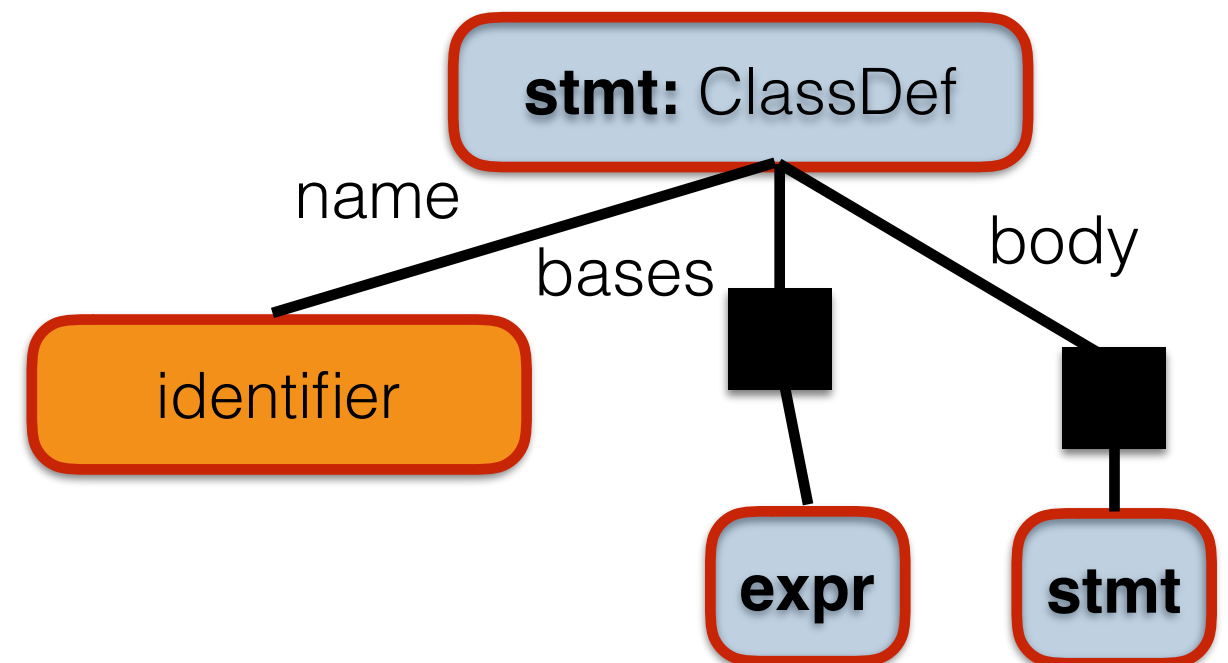 stmt: ClassDef
name
bases
body
identifier
expr
stmt